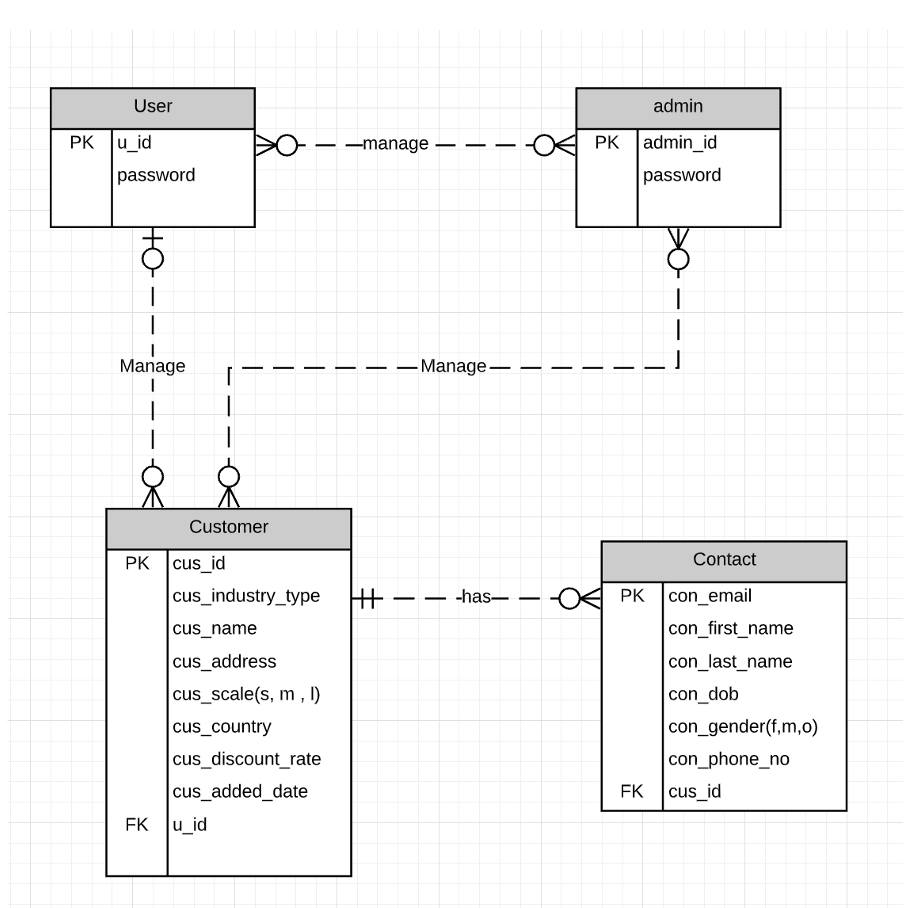 User
PK u_id
password
admin
PK admin_id
password
manage
Manage
Manage
Customer
PK cus_id
cus_industry_type
cus_name
cus_address
cus_scale(s, m , l)
cus_country
cus_discount_rate
cus_added_date
FK u_id
has
Contact
PK con_email
con_first_name
con_last_name
con_dob
con_gender(f,m,o)
con_phone_no
FK cus_id